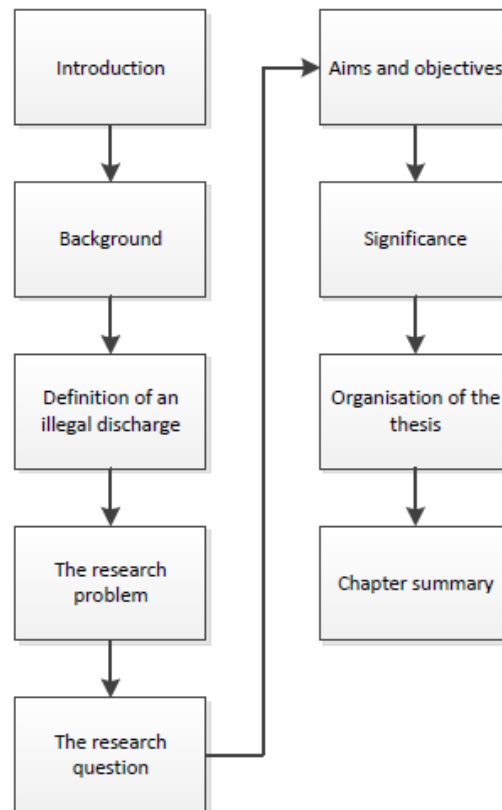 Introduction
Background
Definition of an
illegal discharge
The research
problem
The research
question
Aims and objectives
Significance
Organisation of the
thesis
Chapter summary